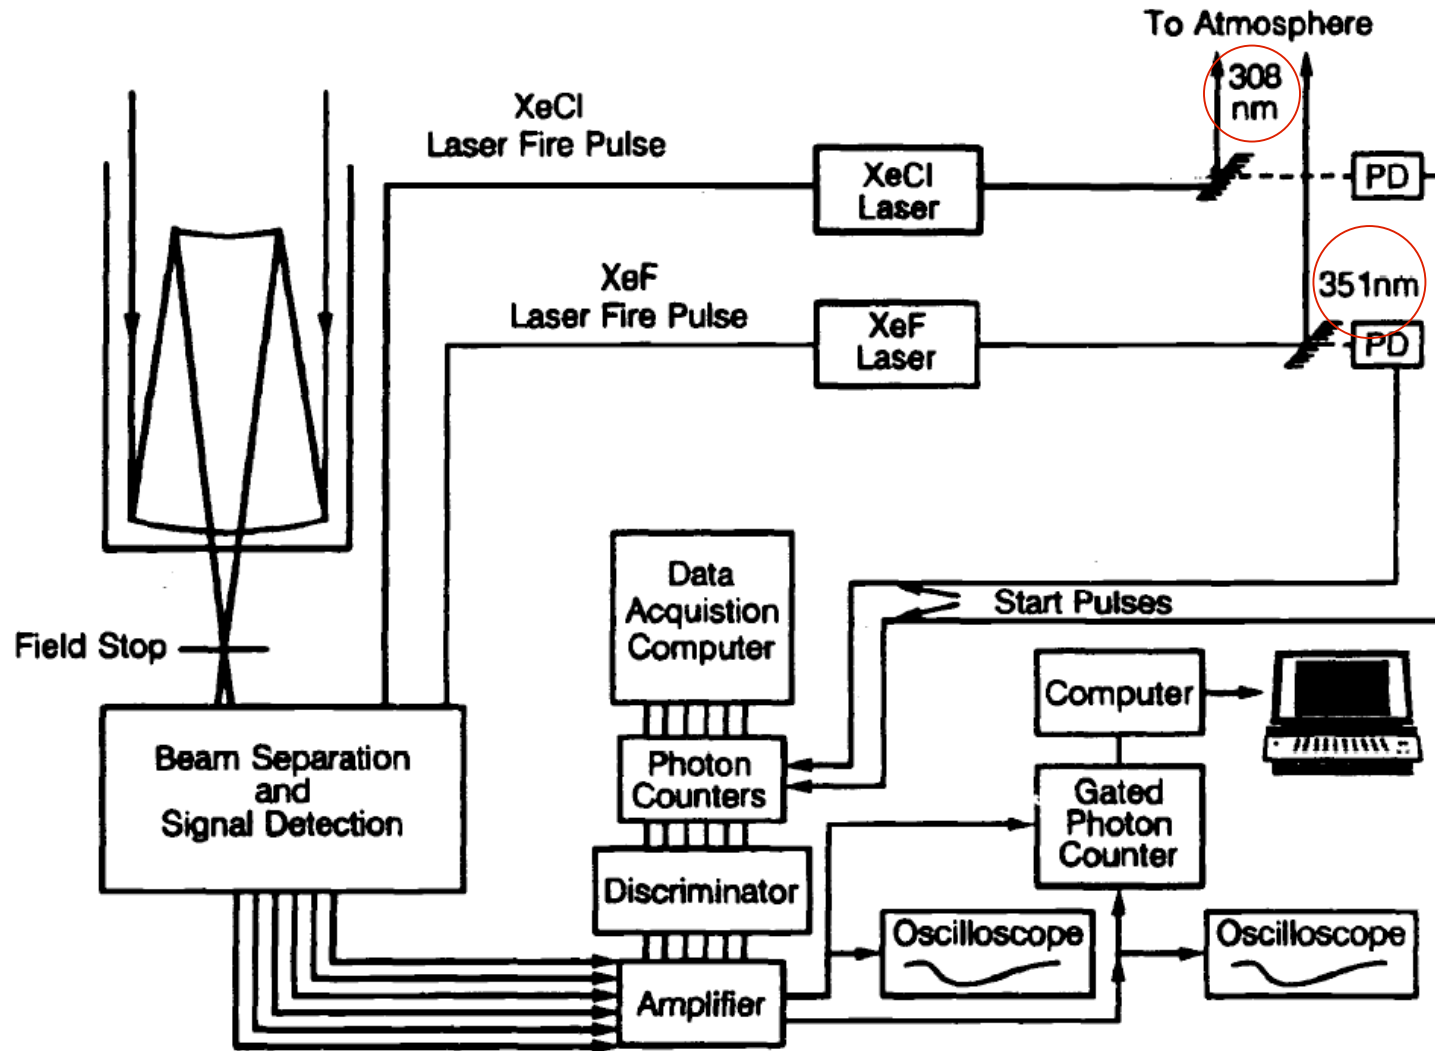 To Atmosphere
308
nm
XeCl
Laser Fire Pulse
XeCl
Laser
PD
XeF
Laser Fire Pulse
351nm
XeF
Laser
PD
Data
Acquistion
Computer
Start Pulses
Field Stop
Computer
Beam Separation
and
Signal Detection
Photon
Counters
Gated
Photon
Counter
Discriminator
Oscilloscope
Oscilloscope
Amplifier